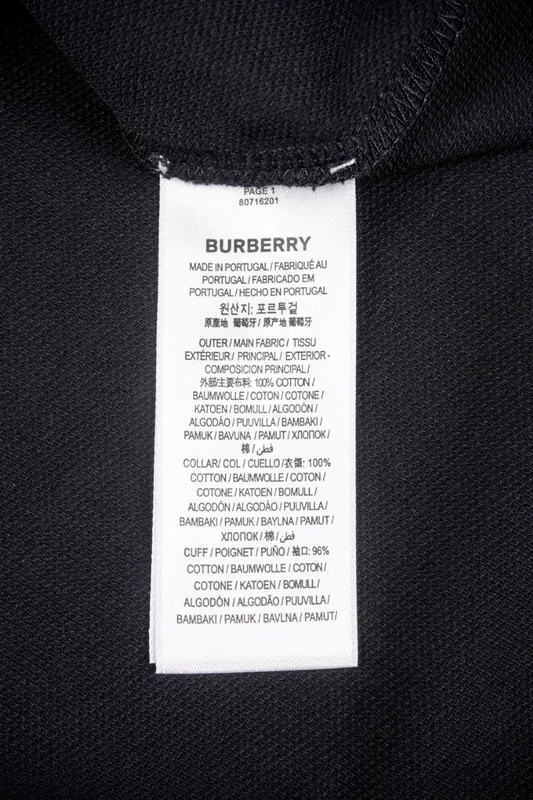 PAGE 1
80716201
BURBERRY
MADE IN PORTUGAL / FABRIQUÉ AU
PORTUGAL / FABRICADO EM
PORTUGAL / HECHO EN PORTUGAL
원산지: 포르투갈
原產地 葡萄牙 / 原产地 葡萄牙
OUTER / MAIN FABRIC / TISSU
EXTÉRIEUR / PRINCIPAL / EXTERIOR -
COMPOSICION PRINCIPAL /
外部/主要布料: 100% COTTON /
BAUMWOLLE / COTON / COTONE /
KATOEN / BOMULL / ALGODÓN /
ALGODÃO / PUUVILLA / BAMBAKI /
PAMUK / BAVUNA / PAMUT / ХЛОПОК /
棉 / قطن
COLLAR / COL / CUELLO /衣領: 100%
COTTON / BAUMWOLLE / COTON /
COTONE / KATOEN / BOMULL /
ALGODÓN / ALGODÃO / PUUVILLA /
BAMBAKI / PAMUK / BAYLNA / PAMUT /
ХЛОПОК / 棉 / قطن
CUFF / POIGNET / PUÑO / 袖口: 96%
COTTON / BAUMWOLLE / COTON /
COTONE / KATOEN / BOMULL /
ALGODÓN / ALGODÃO / PUUVILLA /
BAMBAKI / PAMUK / BAVLNA / PAMUT/